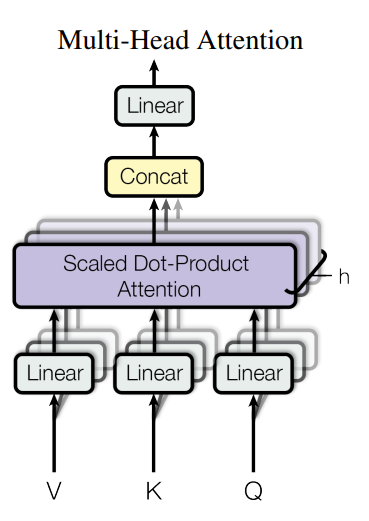 Multi-Head Attention
Linear
Concat
Scaled Dot-Product
Attention
h
Linear Linear Linear
V K Q